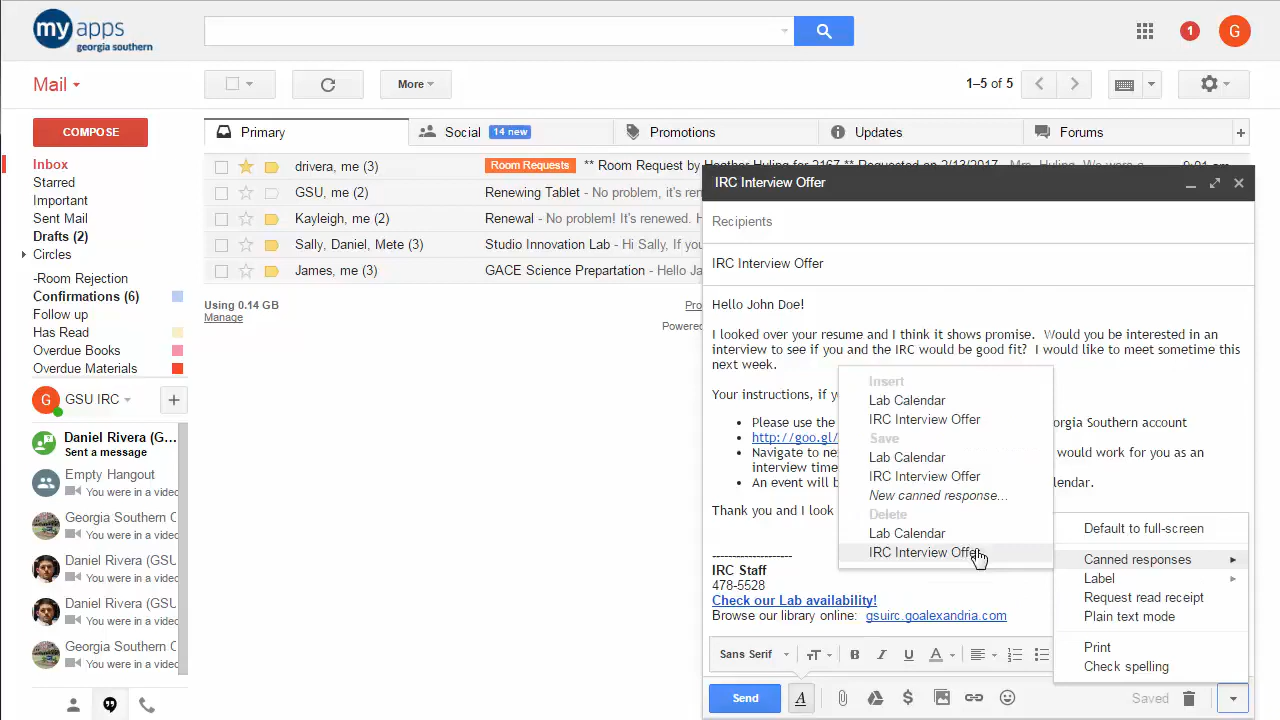 my apps
georgia southern
1
G
Mail
More
1–5 of 5
COMPOSE
Primary
Social 14 new
Promotions
Updates
Forums
+
Inbox
Starred
Important
Sent Mail
Drafts (2)
Circles
-Room Rejection
Confirmations (6)
Follow up
Has Read
Overdue Books
Overdue Materials
drivera, me (3) Room Requests ** Room Request by Heather Huling for 2167 ** Requested on 2/13/2017 - Mrs. Huling, We were a 9:01 am
GSU, me (2) Renewing Tablet - No problem, it's ren
Kayleigh, me (2) Renewal - No problem! It's renewed. H
Sally, Daniel, Mete (3) Studio Innovation Lab - Hi Sally, If you
James, me (3) GACE Science Prepartation - Hello Ja
Using 0.14 GB
Manage
Pro
Powere
G GSU IRC +
Daniel Rivera (G...
Sent a message
Empty Hangout
You were in a video
Georgia Southern C
You were in a video
Daniel Rivera (GSU
You were in a video
Daniel Rivera (GSU
You were in a video
Georgia Southern C
You were in a video
IRC Interview Offer
Recipients
IRC Interview Offer
Hello John Doe!
I looked over your resume and I think it shows promise. Would you be interested in an
interview to see if you and the IRC would be good fit? I would like to meet sometime this
next week.
Your instructions, if yo
Please use the orgia Southern account
http://goo.gl/
Navigate to ne would work for you as an
interview time
An event will b lendar.
Thank you and I look
--------------------
IRC Staff
478-5528
Check our Lab availability!
Browse our library online: gsuirc.goalexandria.com
Insert
Lab Calendar
IRC Interview Offer
Save
Lab Calendar
IRC Interview Offer
New canned response...
Delete
Lab Calendar
IRC Interview Offer
Default to full-screen
Canned responses
Label
Request read receipt
Plain text mode
Print
Check spelling
Sans Serif
B I U A
Send
A
$
Saved